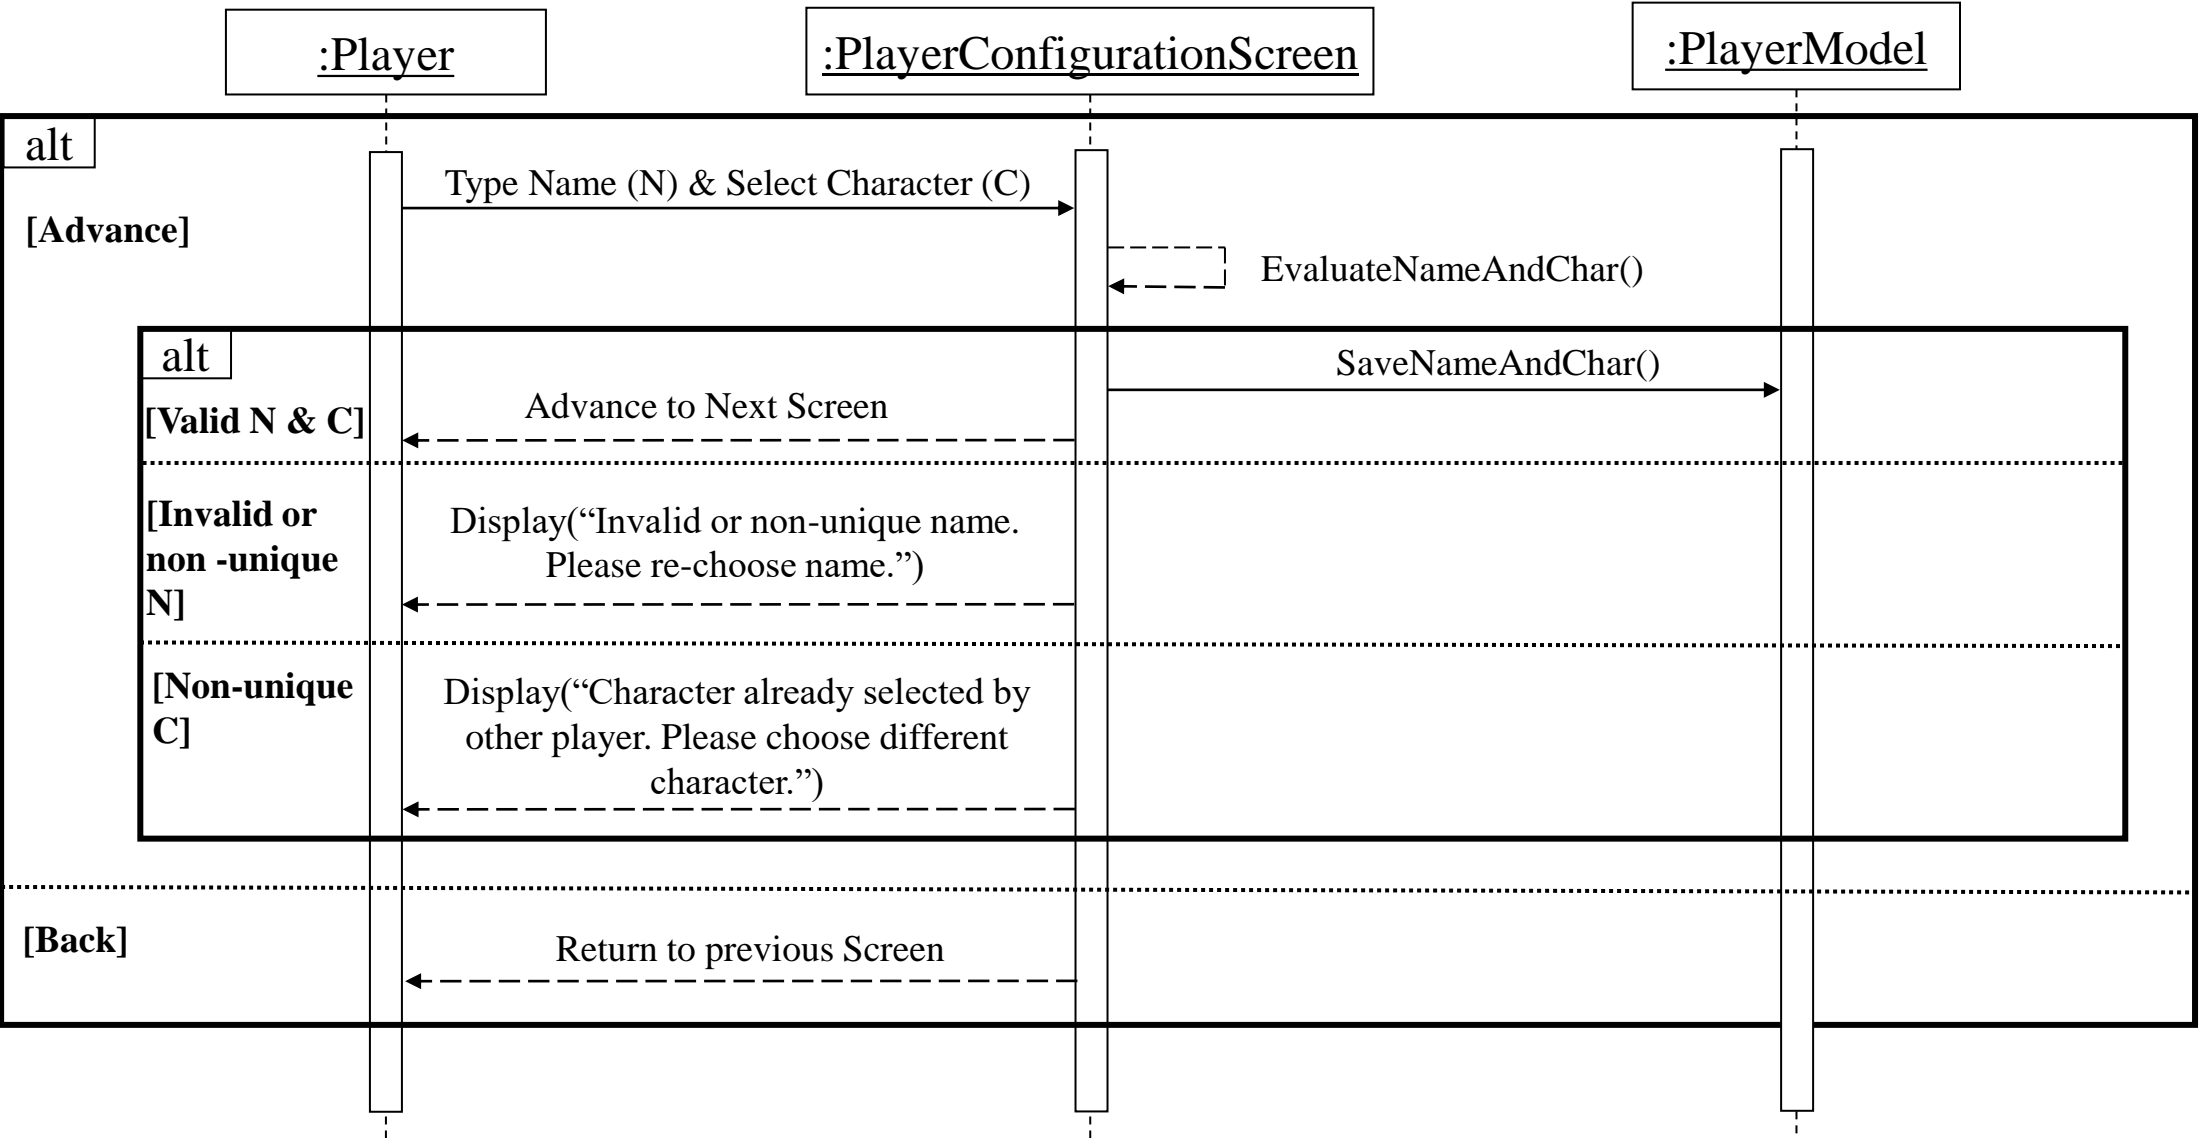 :Player
:PlayerConfigurationScreen
:PlayerModel
alt
Type Name (N) & Select Character (C)
[Advance]
EvaluateNameAndChar()
alt
SaveNameAndChar()
[Valid N & C]
Advance to Next Screen
[Invalid or
non -unique
N]
Display(“Invalid or non-unique name.
Please re-choose name.”)
[Non-unique
C]
Display(“Character already selected by
other player. Please choose different
character.”)
[Back]
Return to previous Screen